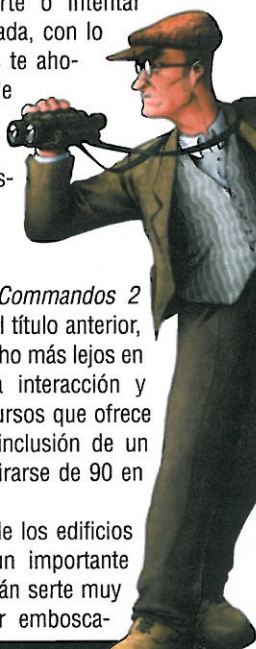 rte o intentar
ada, con lo
s te aho-
e
s-
Commandos 2
l título anterior,
ho más lejos en
a interacción y
ursos que ofrece
inclusión de un
irarse de 90 en
de los edificios
un importante
án serte muy
r embosca-